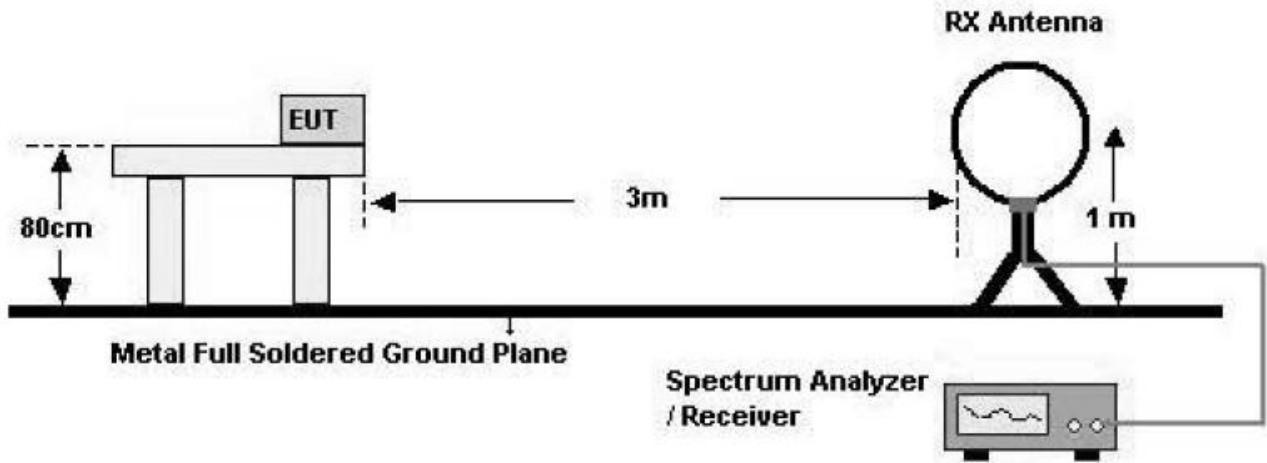 RX Antenna
EUT
80cm
3m
1 m
Metal Full Soldered Ground Plane
Spectrum Analyzer
/ Receiver